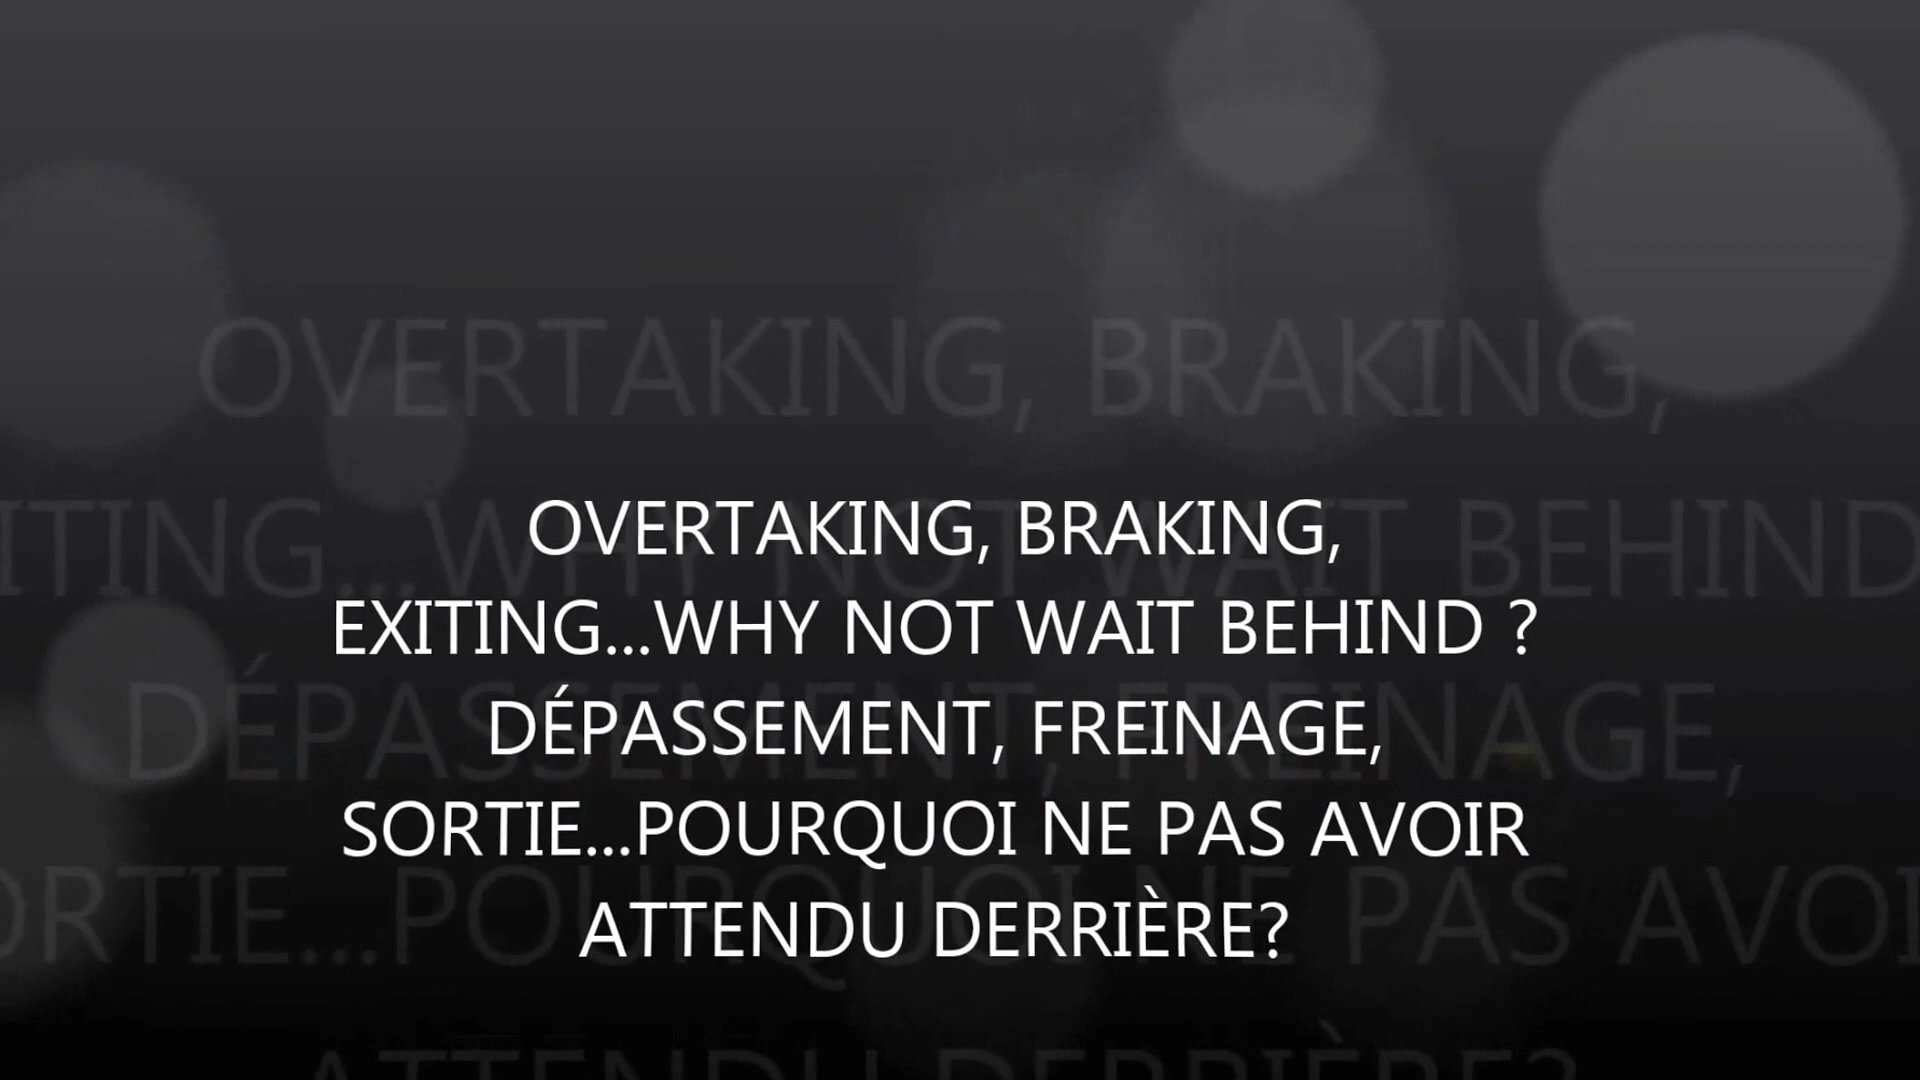 OVERTAKING, BRAKING,
EXITING...WHY NOT WAIT BEHIND ?
DÉPASSEMENT, FREINAGE,
SORTIE...POURQUOI NE PAS AVOIR
ATTENDU DERRIÈRE?